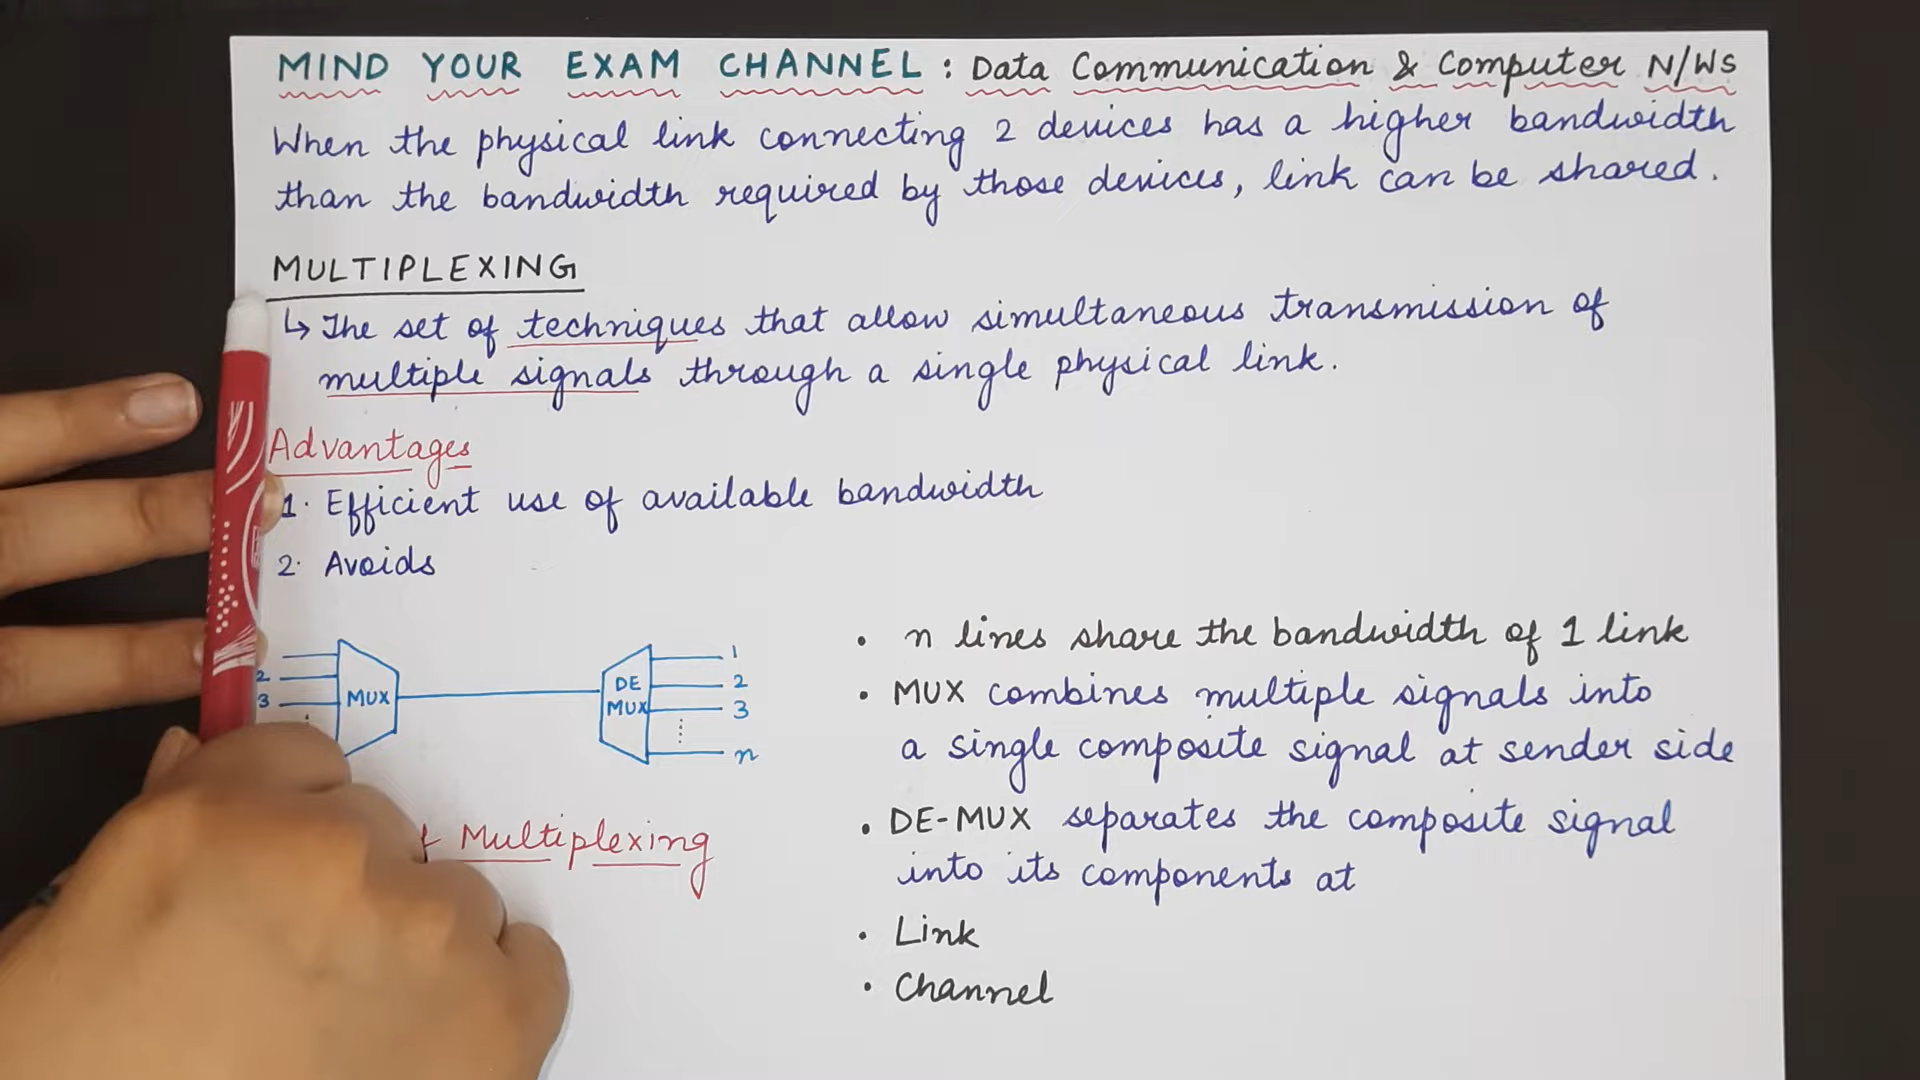 MIND YOUR EXAM CHANNEL : Data Communication & Computer N/Ws
When the physical link connecting 2 devices has a higher bandwidth
than the bandwidth required by those devices, link can be shared.
MULTIPLEXING
↳ The set of techniques that allow simultaneous transmission of
multiple signals through a single physical link.
Advantages
1. Efficient use of available bandwidth
2. Avoids
2
3
MUX
DE
MUX
1
2
3
n
Multiplexing
• n lines share the bandwidth of 1 link
• MUX combines multiple signals into
a single composite signal at sender side
• DE-MUX separates the composite signal
into its components at
• Link
• Channel